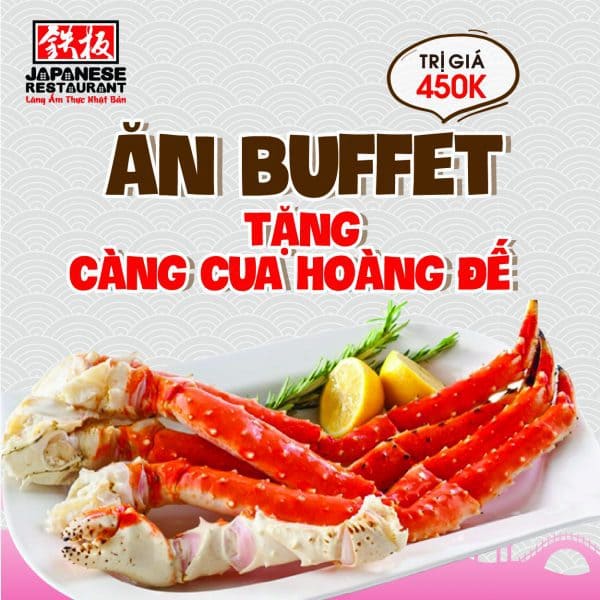 鉄板
JAPANESE
RESTAURANT
Làng Ẩm Thực Nhật Bản
TRỊ GIÁ
450K
ĂN BUFFET
TẶNG
CÀNG CUA HOÀNG ĐẾ